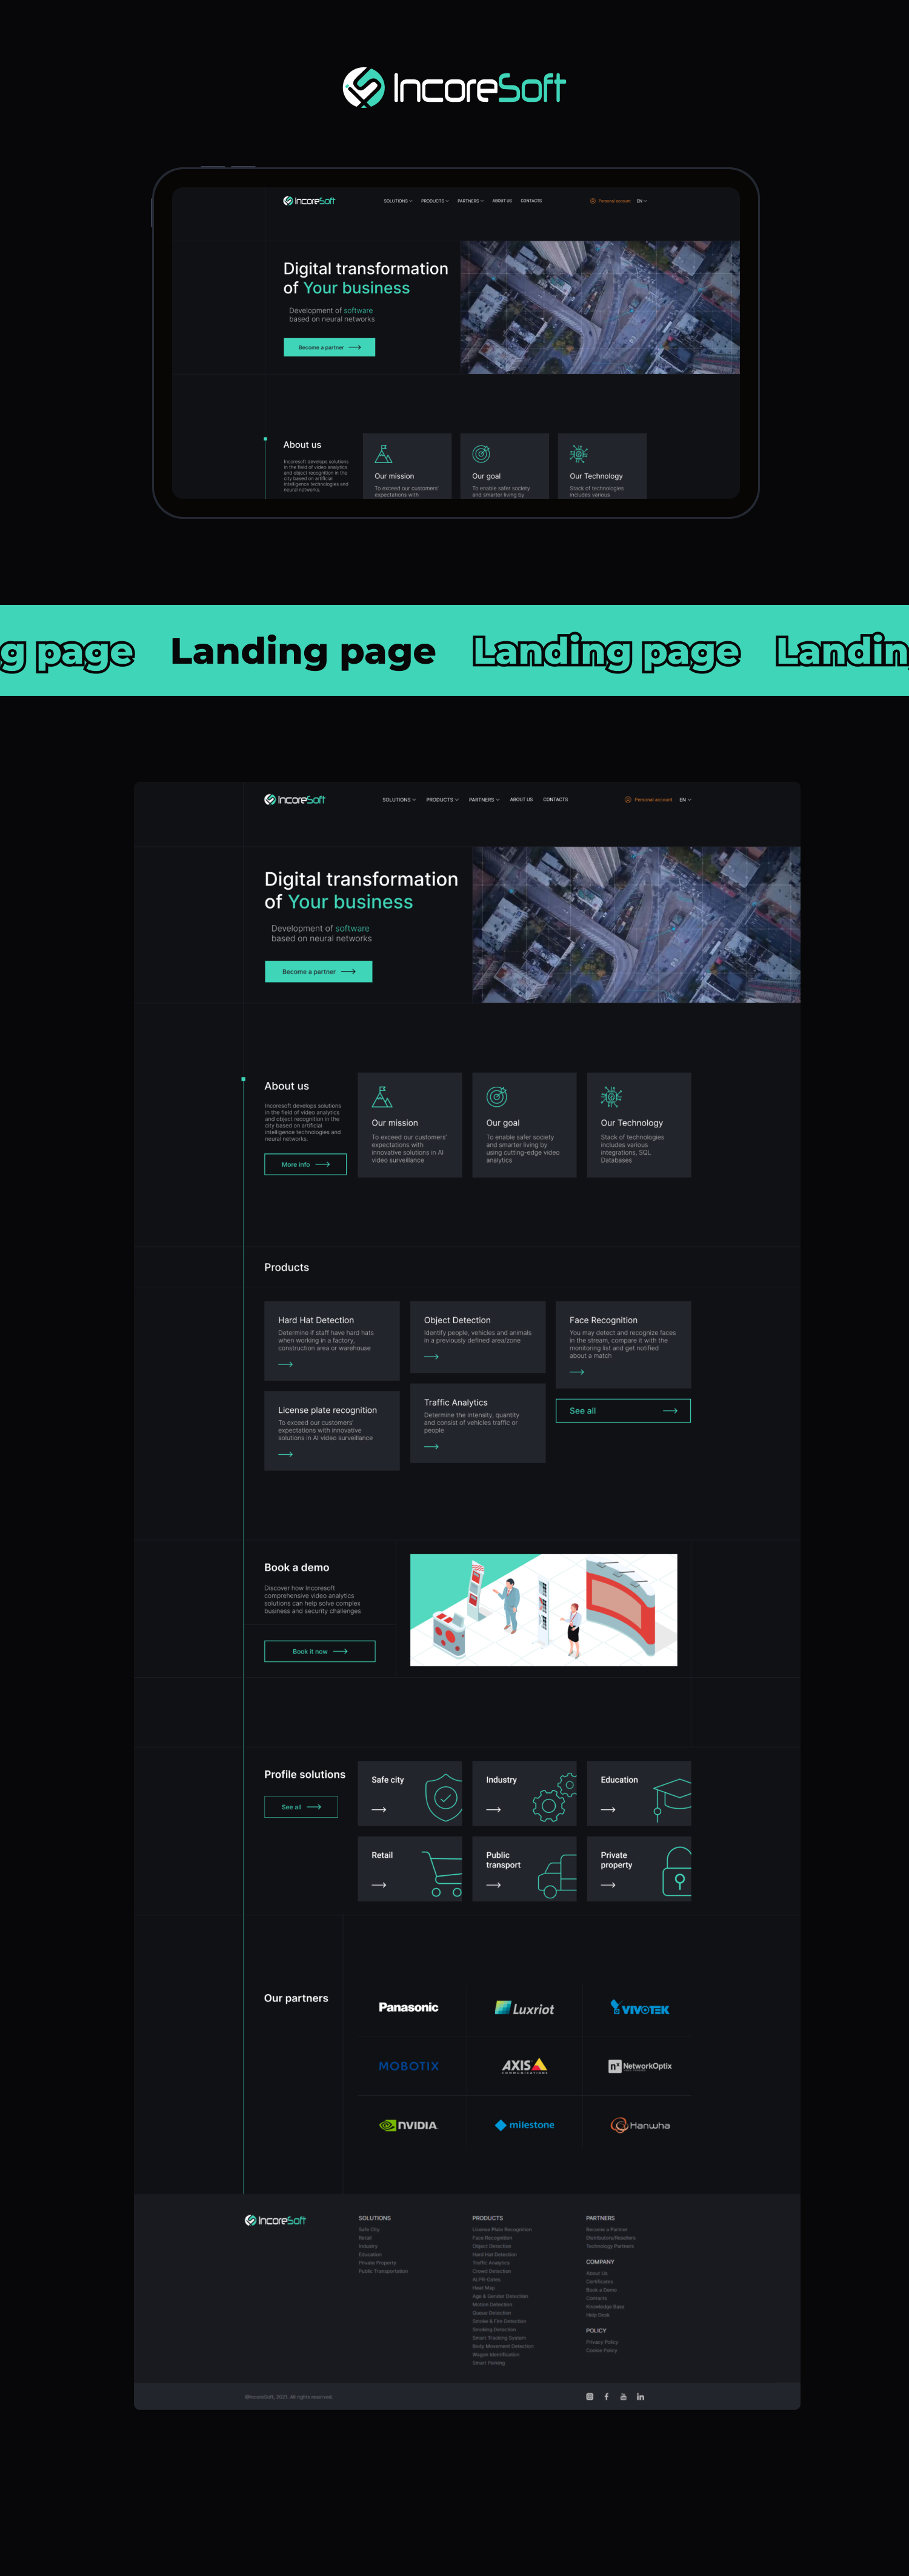 IncoreSoft
IncoreSoft
SOLUTIONS PRODUCTS PARTNERS ABOUT US CONTACTS Personal account EN
Digital transformation
of Your business
Development of software
based on neural networks
Become a partner
About us
Incoresoft develops solutions
in the field of video analytics
and object recognition in the
city based on artificial
intelligence technologies and
neural networks.
Our mission
To exceed our customers'
expectations with
Our goal
To enable safer society
and smarter living by
Our Technology
Stack of technologies
includes various
g page Landing page Landing page Landin
IncoreSoft
SOLUTIONS PRODUCTS PARTNERS ABOUT US CONTACTS Personal account EN
Digital transformation
of Your business
Development of software
based on neural networks
Become a partner
About us
Incoresoft develops solutions
in the field of video analytics
and object recognition in the
city based on artificial
intelligence technologies and
neural networks.
More info
Our mission
To exceed our customers'
expectations with
innovative solutions in AI
video surveillance
Our goal
To enable safer society
and smarter living by
using cutting-edge video
analytics
Our Technology
Stack of technologies
includes various
integrations, SQL
Databases
Products
Hard Hat Detection
Determine if staff have hard hats
when working in a factory,
construction area or warehouse
Object Detection
Identify people, vehicles and animals
in a previously defined area/zone
Face Recognition
You may detect and recognize faces
in the stream, compare it with the
monitoring list and get notified
about a match
License plate recognition
To exceed our customers'
expectations with innovative
solutions in AI video surveillance
Traffic Analytics
Determine the intensity, quantity
and consist of vehicles traffic or
people
See all
Book a demo
Discover how Incoresoft
comprehensive video analytics
solutions can help solve complex
business and security challenges
Book it now
Profile solutions
See all
Safe city
Industry
Education
Retail
Public
transport
Private
property
Our partners
Panasonic
Luxriot
VIVOTEK
MOBOTIX
AXIS
COMMUNICATIONS
nx NetworkOptix
NVIDIA
milestone
Hanwha
IncoreSoft
SOLUTIONS
Safe City
Retail
Industry
Education
Private Property
Public Transportation
PRODUCTS
License Plate Recognition
Face Recognition
Object Detection
Hard Hat Detection
Traffic Analytics
Crowd Detection
ALPR-Gates
Heat Map
Age & Gender Detection
Motion Detection
Queue Detection
Smoke & Fire Detection
Smoking Detection
Smart Tracking System
Body Movement Detection
Wagon Identification
Smart Parking
PARTNERS
Become a Partner
Distributors/Resellers
Technology Partners
COMPANY
About Us
Certificates
Book a Demo
Contacts
Knowledge Base
Help Desk
POLICY
Privacy Policy
Cookie Policy
©IncoreSoft, 2021. All rights reserved.